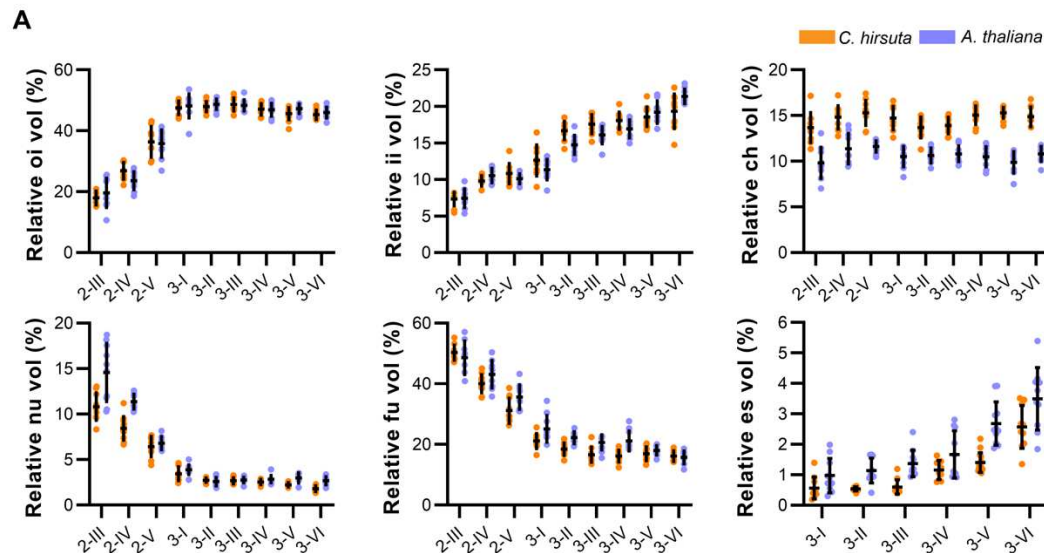 A
C. hirsuta A. thaliana
Relative oi vol (%)
60
40
20
0
2-III 2-IV 2-V 3-I 3-II 3-III 3-IV 3-V 3-VI
Relative ii vol (%)
25
20
15
10
5
0
2-III 2-IV 2-V 3-I 3-II 3-III 3-IV 3-V 3-VI
Relative ch vol (%)
20
15
10
5
0
2-III 2-IV 2-V 3-I 3-II 3-III 3-IV 3-V 3-VI
Relative nu vol (%)
20
15
10
5
0
2-III 2-IV 2-V 3-I 3-II 3-III 3-IV 3-V 3-VI
Relative fu vol (%)
60
40
20
0
2-III 2-IV 2-V 3-I 3-II 3-III 3-IV 3-V 3-VI
Relative es vol (%)
6
5
4
3
2
1
0
3-I 3-II 3-III 3-IV 3-V 3-VI